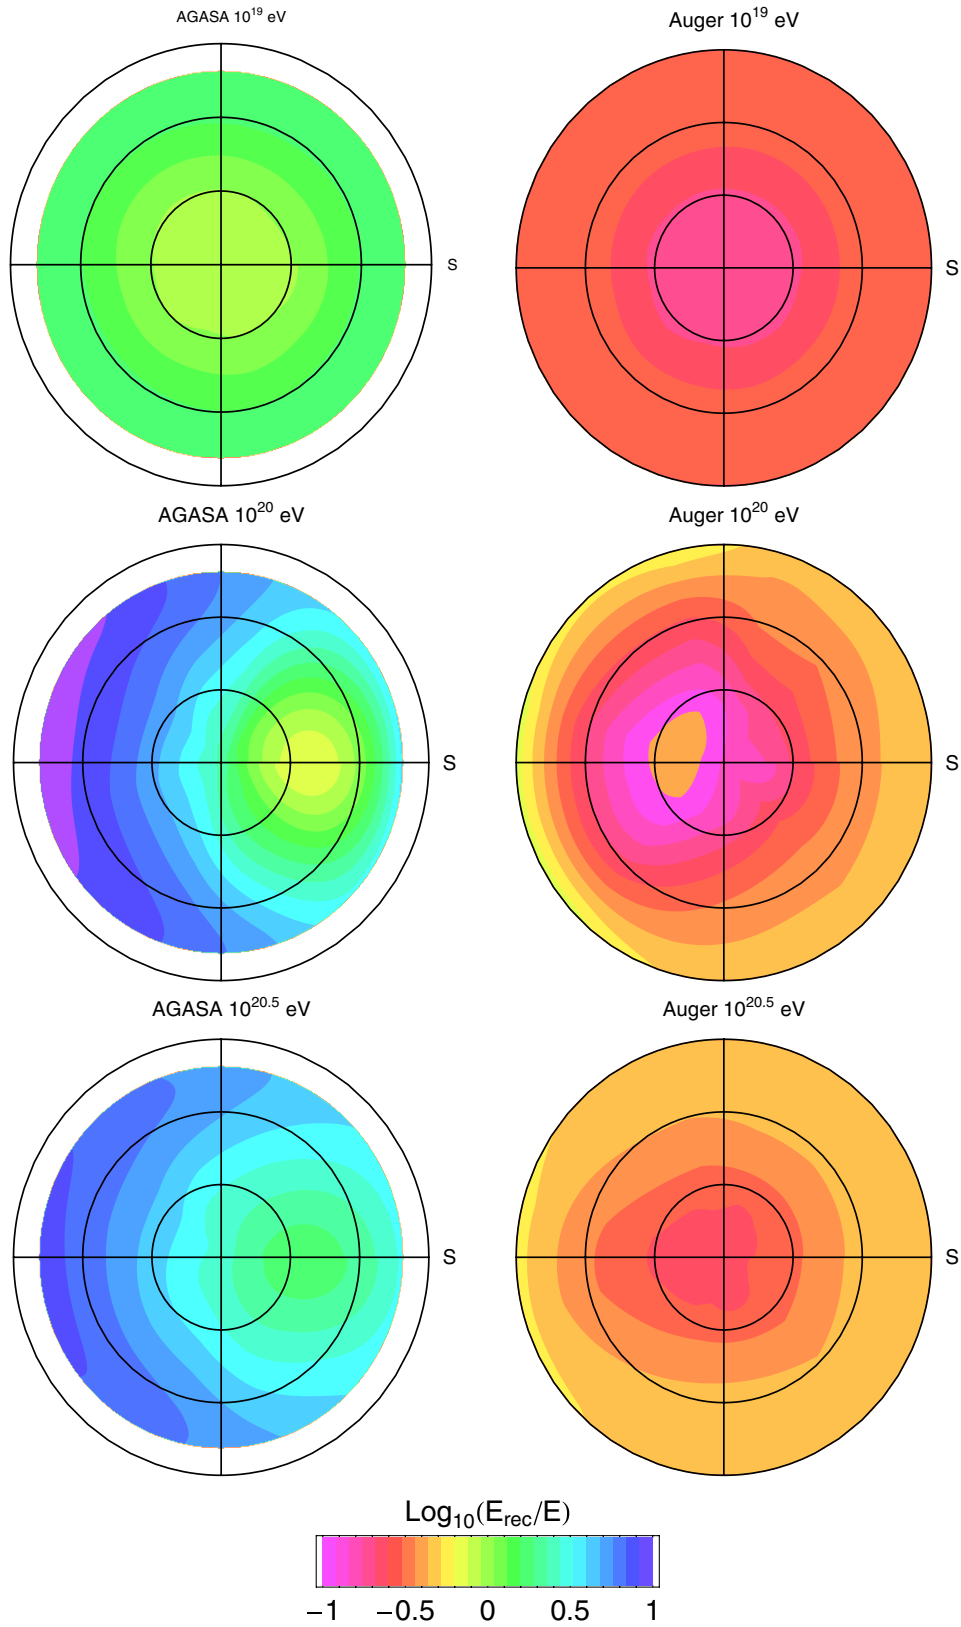 AGASA 10^19 eV
Auger 10^19 eV
S
S
AGASA 10^20 eV
Auger 10^20 eV
S
S
AGASA 10^20.5 eV
Auger 10^20.5 eV
S
S
Log₁₀(E_rec/E)
−1 −0.5 0 0.5 1